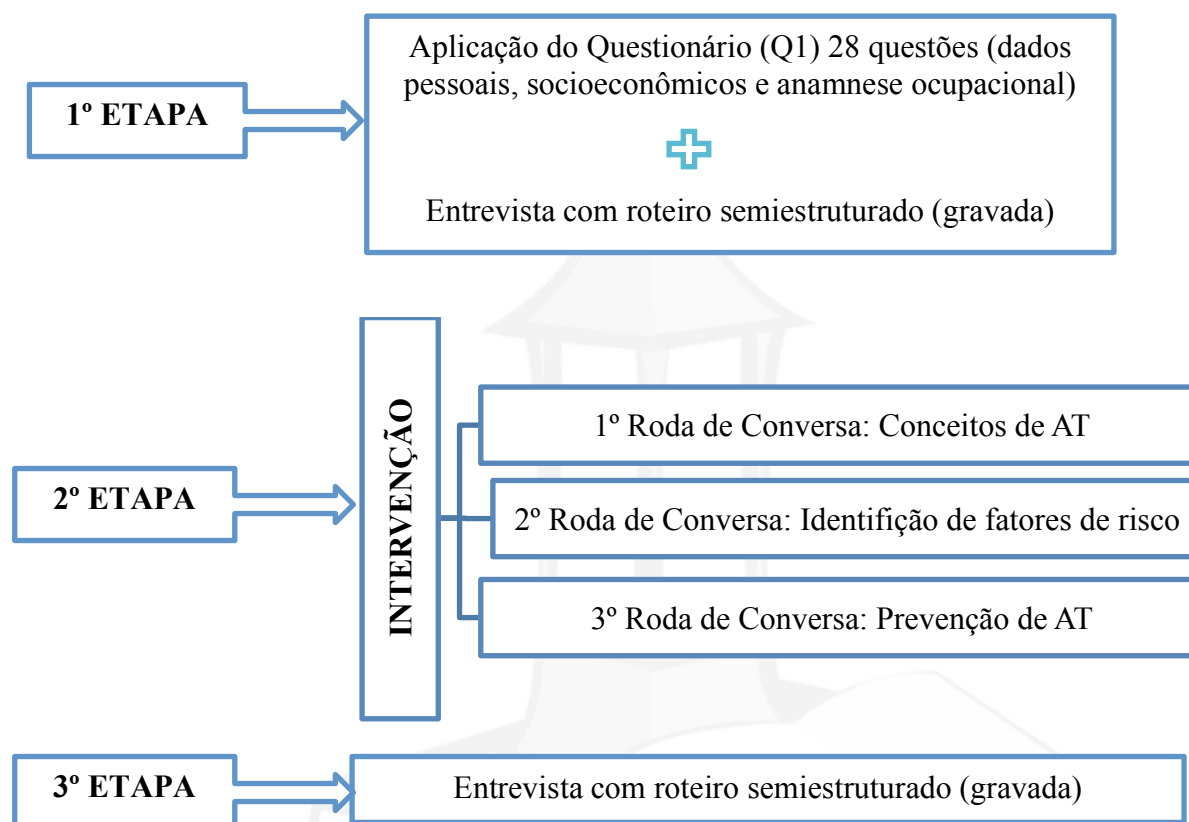 1º ETAPA
Aplicação do Questionário (Q1) 28 questões (dados
pessoais, socioeconômicos e anamnese ocupacional)
Entrevista com roteiro semiestruturado (gravada)
2º ETAPA
INTERVENÇÃO
1º Roda de Conversa: Conceitos de AT
2º Roda de Conversa: Identifição de fatores de risco
3º Roda de Conversa: Prevenção de AT
3º ETAPA
Entrevista com roteiro semiestruturado (gravada)